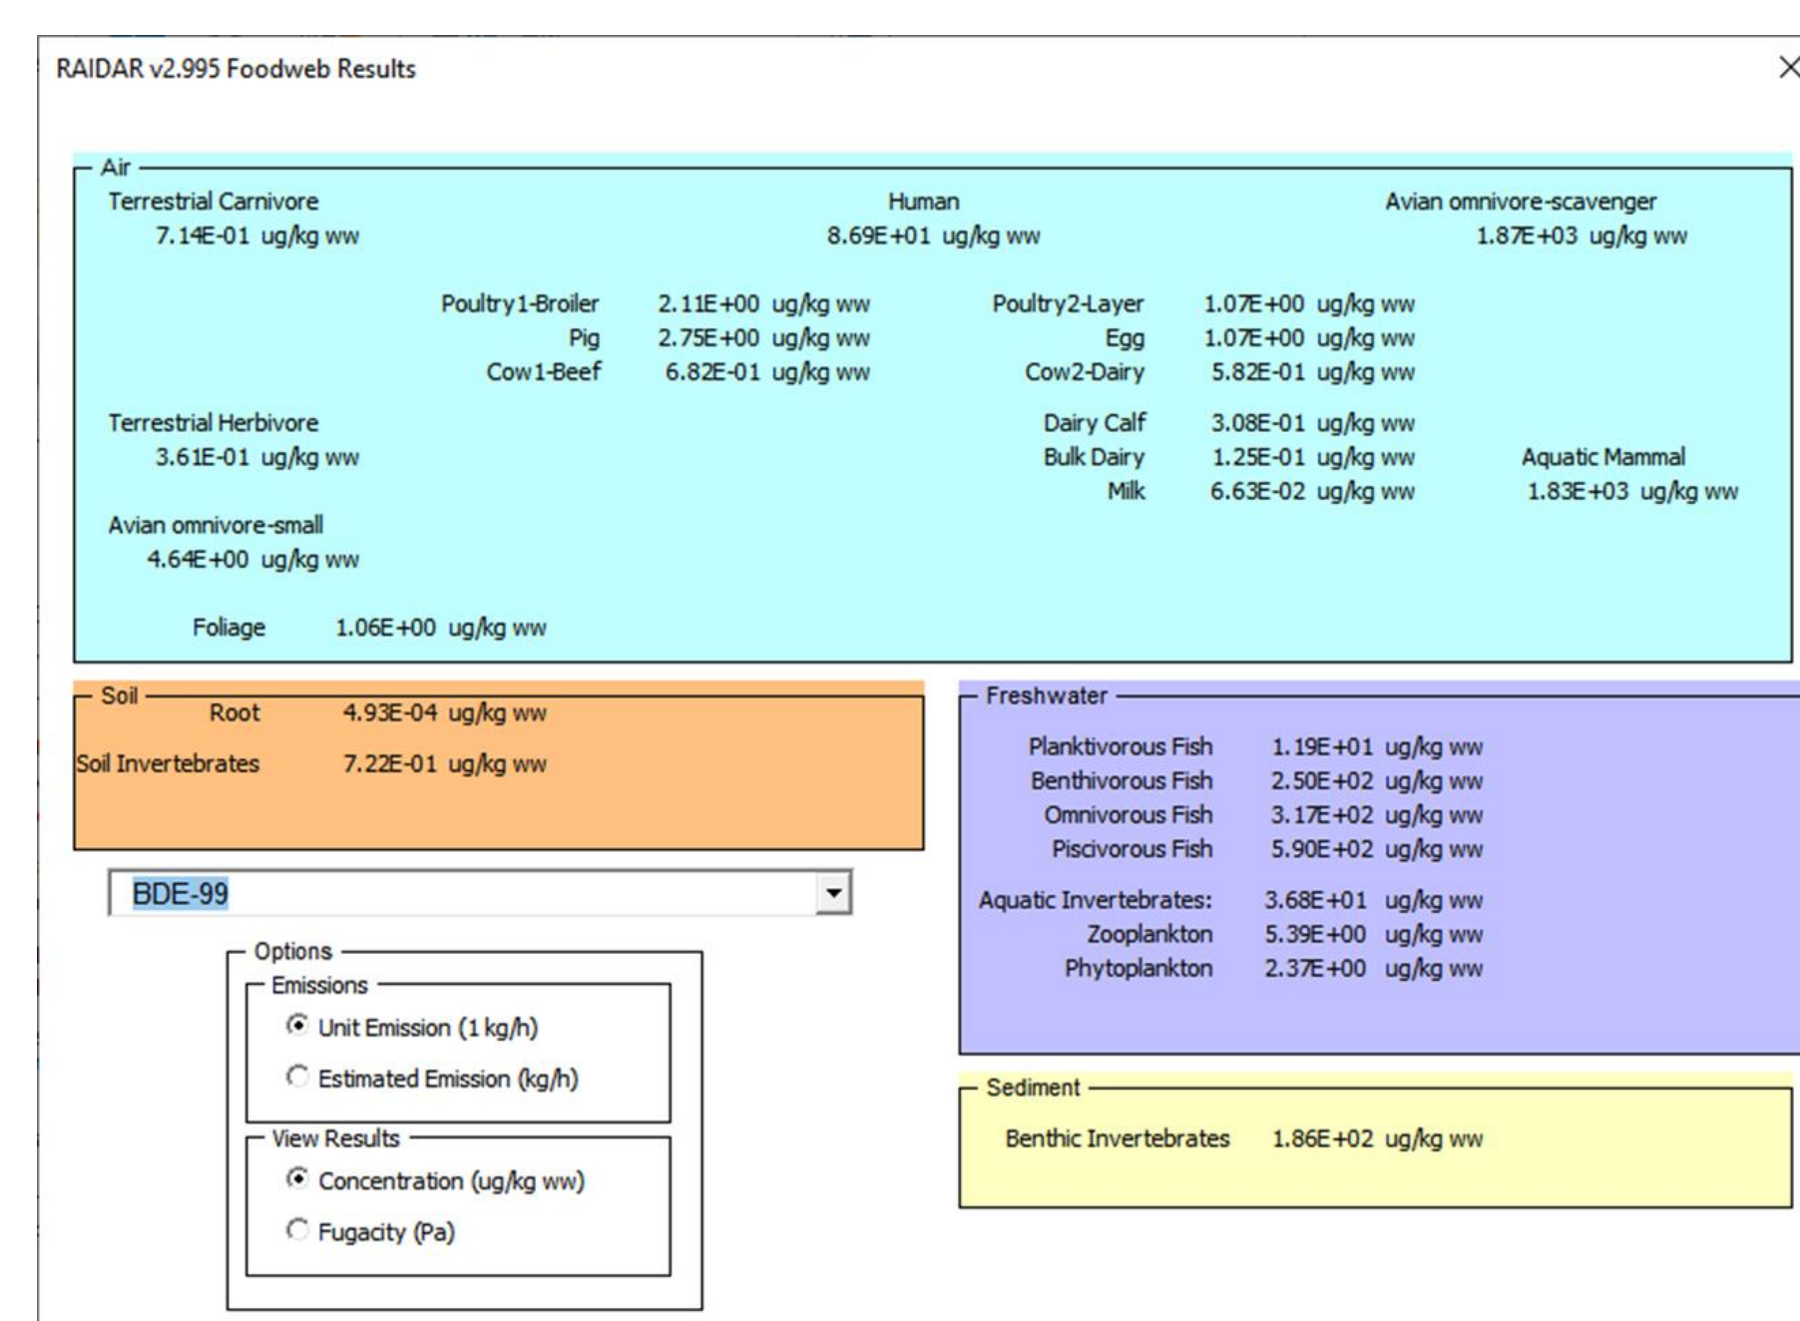 RAIDAR v2.995 Foodweb Results
Air
Terrestrial Carnivore
7.14E-01 ug/kg ww
Human
8.69E+01 ug/kg ww
Avian omnivore-scavenger
1.87E+03 ug/kg ww
Poultry1-Broiler 2.11E+00 ug/kg ww
Poultry2-Layer 1.07E+00 ug/kg ww
Pig 2.75E+00 ug/kg ww
Egg 1.07E+00 ug/kg ww
Cow1-Beef 6.82E-01 ug/kg ww
Cow2-Dairy 5.82E-01 ug/kg ww
Terrestrial Herbivore
3.61E-01 ug/kg ww
Dairy Calf 3.08E-01 ug/kg ww
Bulk Dairy 1.25E-01 ug/kg ww
Milk 6.63E-02 ug/kg ww
Aquatic Mammal
1.83E+03 ug/kg ww
Avian omnivore-small
4.64E+00 ug/kg ww
Foliage 1.06E+00 ug/kg ww
Soil
Root 4.93E-04 ug/kg ww
Soil Invertebrates 7.22E-01 ug/kg ww
Freshwater
Planktivorous Fish 1.19E+01 ug/kg ww
Benthivorous Fish 2.50E+02 ug/kg ww
Omnivorous Fish 3.17E+02 ug/kg ww
Piscivorous Fish 5.90E+02 ug/kg ww
Aquatic Invertebrates: 3.68E+01 ug/kg ww
Zooplankton 5.39E+00 ug/kg ww
Phytoplankton 2.37E+00 ug/kg ww
BDE-99
Options
Emissions
Unit Emission (1 kg/h)
Estimated Emission (kg/h)
View Results
Concentration (ug/kg ww)
Fugacity (Pa)
Sediment
Benthic Invertebrates 1.86E+02 ug/kg ww